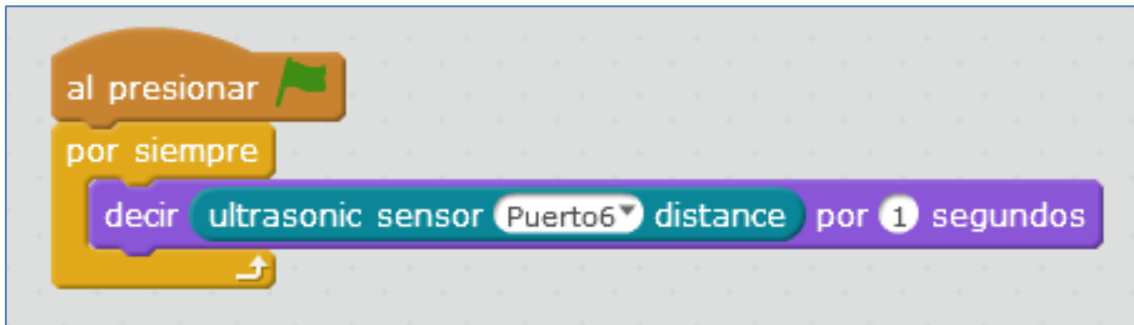 al presionar
por siempre
decir ultrasonic sensor Puerto6 distance por 1 segundos